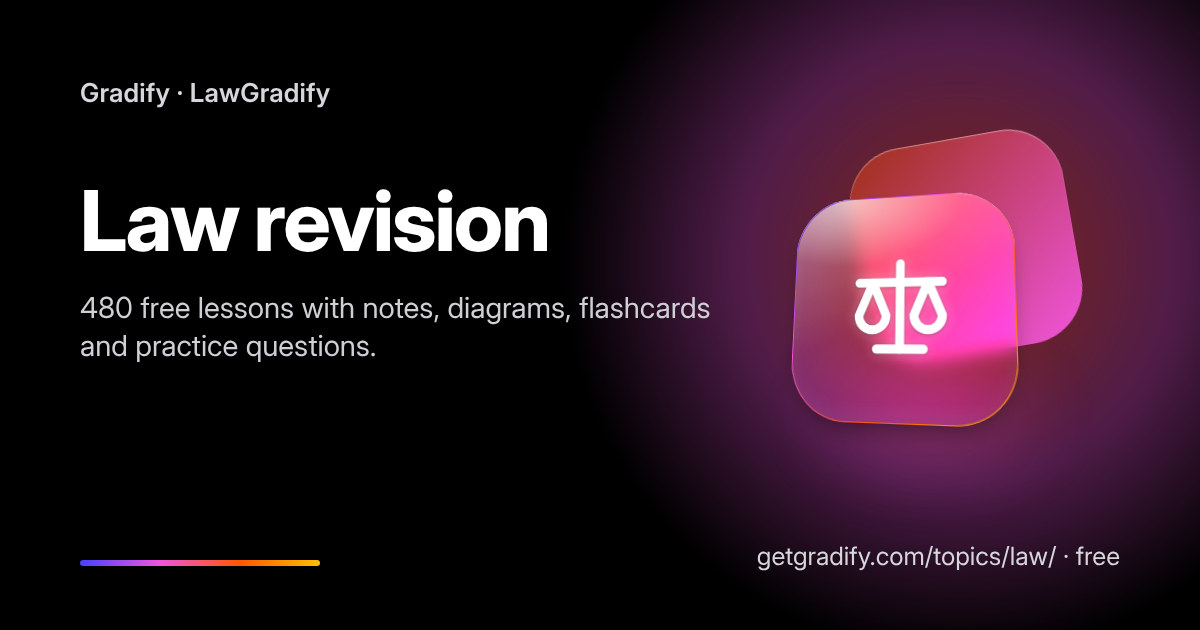 Gradify · LawGradify
Law revision
480 free lessons with notes, diagrams, flashcards
and practice questions.
getgradify.com/topics/law/ · free